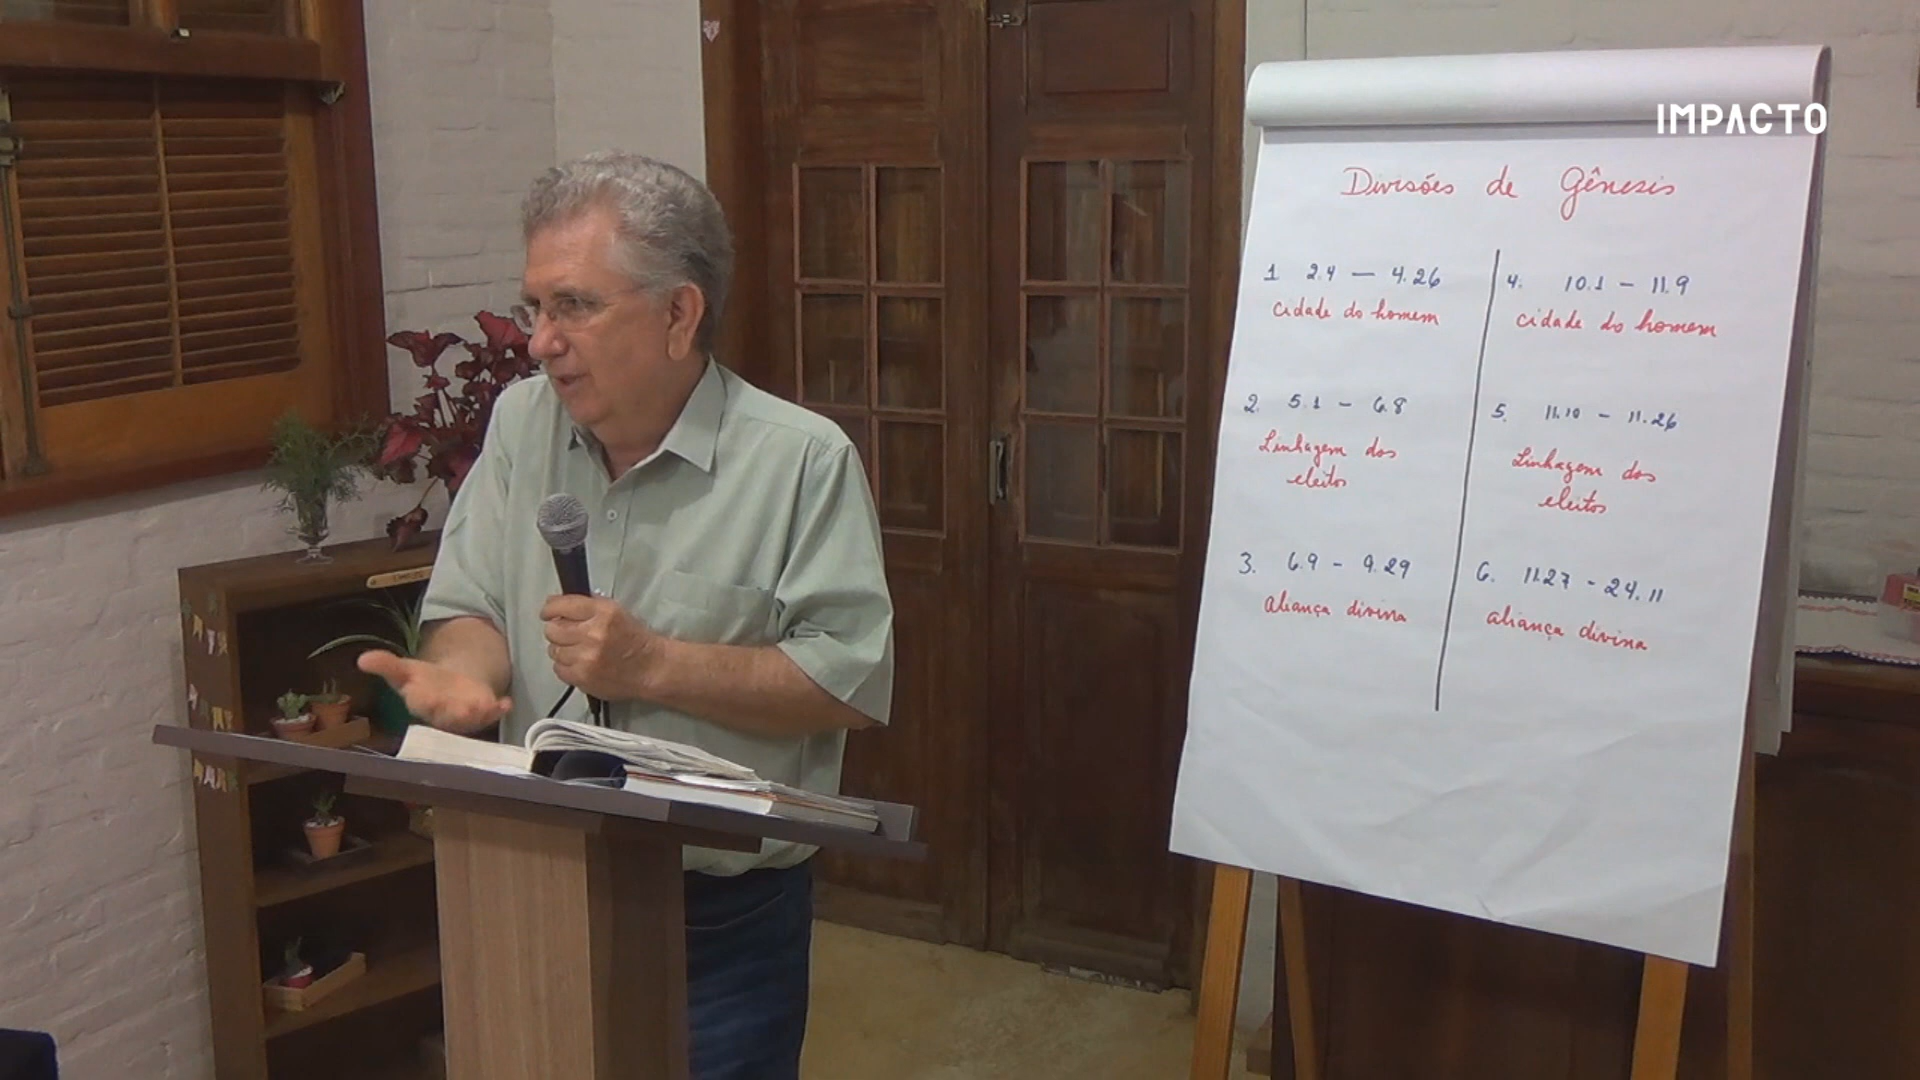 IMPACTO
Divisões de Gênesis
1 2.4 — 4.26
cidade do homem
2. 5.1 - 6.8
Linhagem dos
eleitos
3. 6.9 - 9.29
aliança divina
4. 10.1 - 11.9
cidade do homem
5. 11.10 - 11.26
Linhagem dos
eleitos
6. 11.27 - 24.11
aliança divina